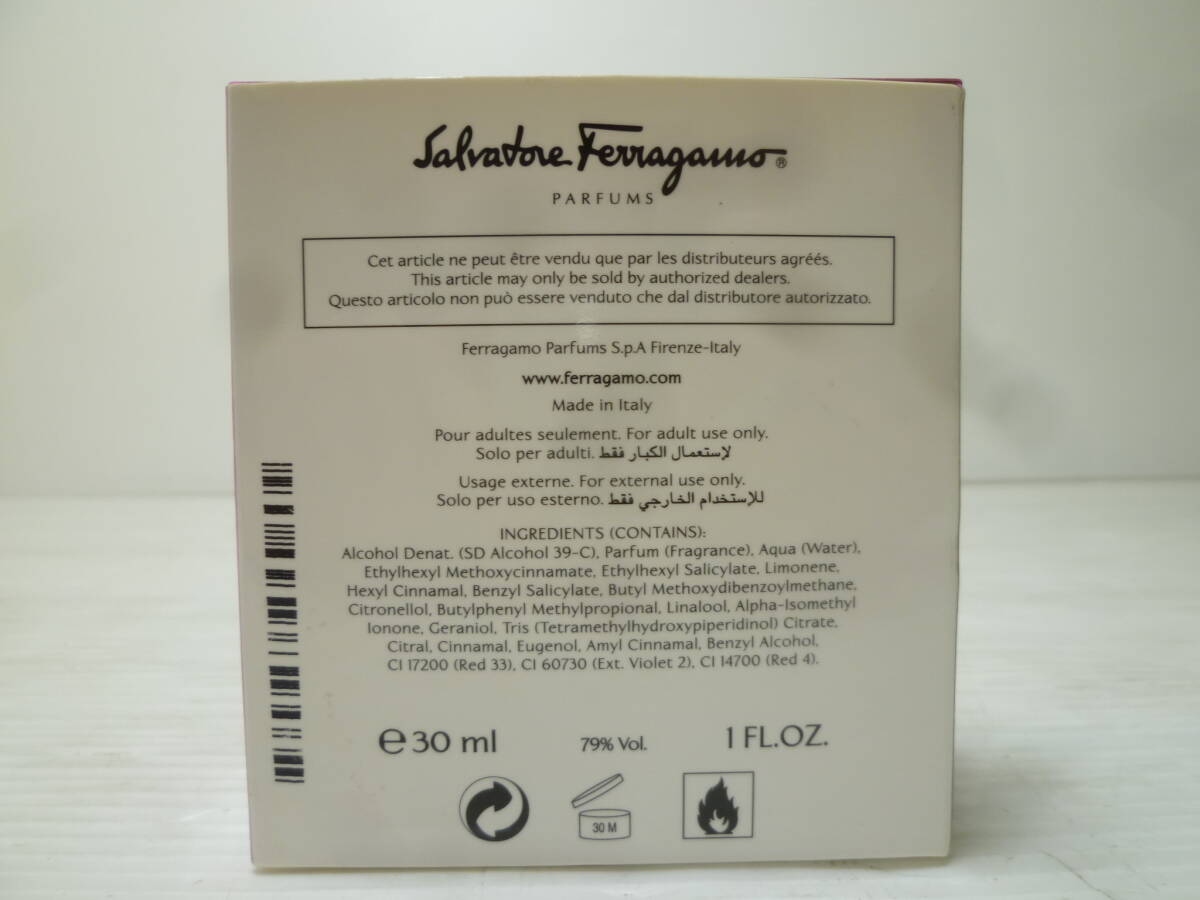 Salvatore Ferragamo®
PARFUMS
Cet article ne peut être vendu que par les distributeurs agréés.
This article may only be sold by authorized dealers.
Questo articolo non può essere venduto che dal distributore autorizzato.
Ferragamo Parfums S.p.A Firenze-Italy
www.ferragamo.com
Made in Italy
Pour adultes seulement. For adult use only.
Solo per adulti. لإستعمال الكبار فقط
Usage externe. For external use only.
Solo per uso esterno. للإستخدام الخارجي فقط
INGREDIENTS (CONTAINS):
Alcohol Denat. (SD Alcohol 39-C), Parfum (Fragrance), Aqua (Water),
Ethylhexyl Methoxycinnamate, Ethylhexyl Salicylate, Limonene,
Hexyl Cinnamal, Benzyl Salicylate, Butyl Methoxydibenzoylmethane,
Citronellol, Butylphenyl Methylpropional, Linalool, Alpha-Isomethyl
Ionone, Geraniol, Tris (Tetramethylhydroxypiperidinol) Citrate,
Citral, Cinnamal, Eugenol, Amyl Cinnamal, Benzyl Alcohol,
CI 17200 (Red 33), CI 60730 (Ext. Violet 2), CI 14700 (Red 4).
℮ 30 ml 79% Vol. 1 FL.OZ.
30 M